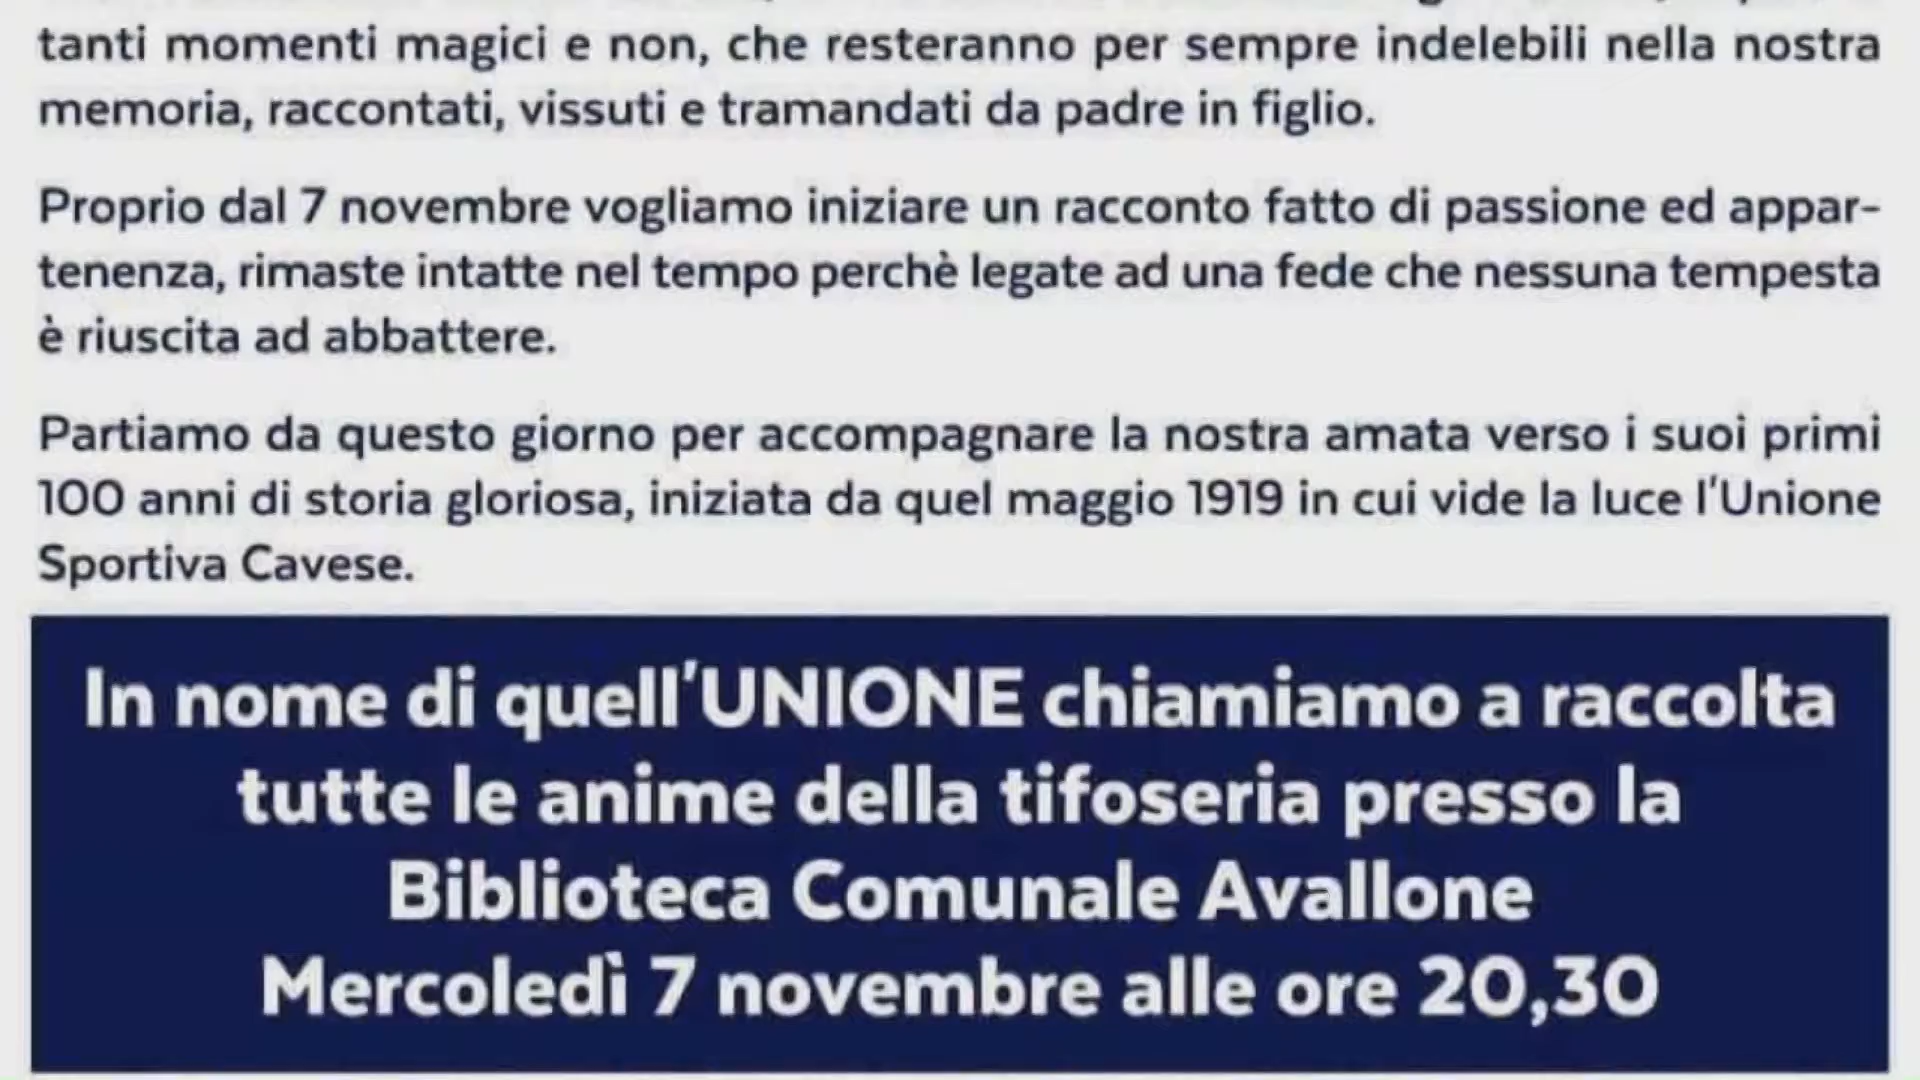 tanti momenti magici e non, che resteranno per sempre indelebili nella nostra
memoria, raccontati, vissuti e tramandati da padre in figlio.
Proprio dal 7 novembre vogliamo iniziare un racconto fatto di passione ed appar-
tenenza, rimaste intatte nel tempo perchè legate ad una fede che nessuna tempesta
è riuscita ad abbattere.
Partiamo da questo giorno per accompagnare la nostra amata verso i suoi primi
100 anni di storia gloriosa, iniziata da quel maggio 1919 in cui vide la luce l'Unione
Sportiva Cavese.
In nome di quell'UNIONE chiamiamo a raccolta
tutte le anime della tifoseria presso la
Biblioteca Comunale Avallone
Mercoledì 7 novembre alle ore 20,30